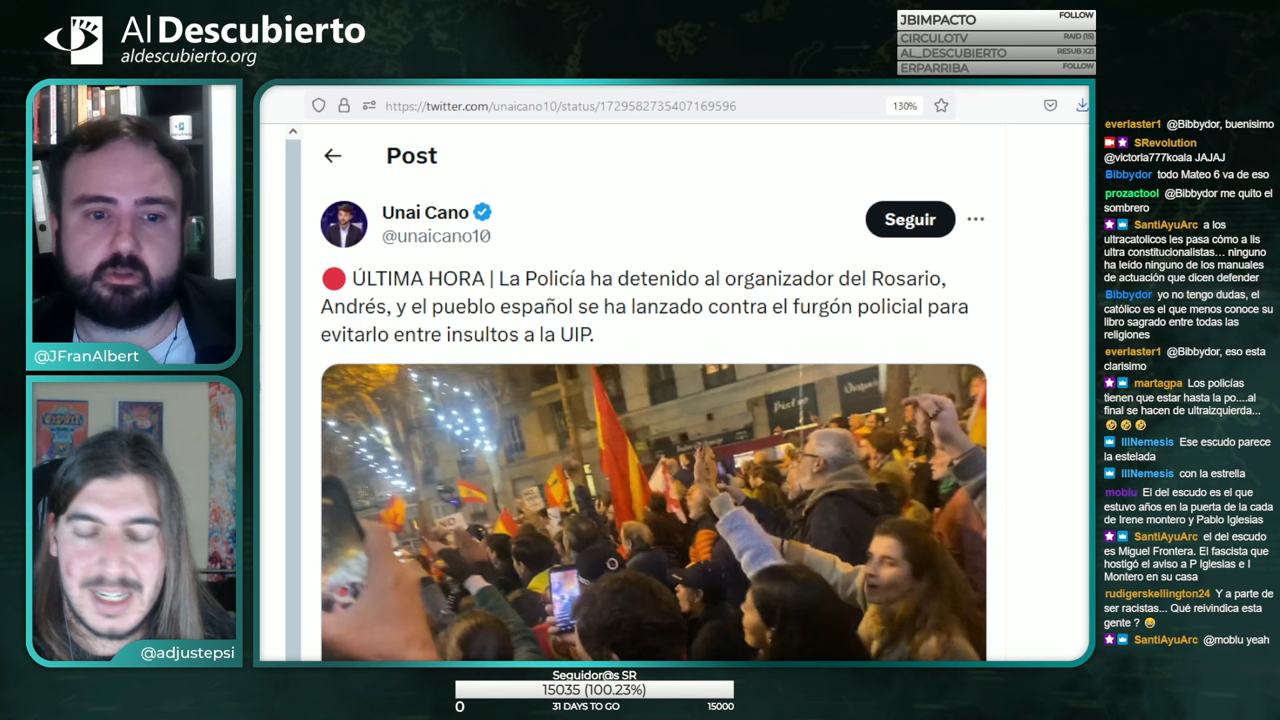 Al Descubierto
aldescubierto.org
JBIMPACTO FOLLOW
CIRCULOTV RAID (15)
AL_DESCUBIERTO RESUB X21
ERPARRIBA FOLLOW
@JFranAlbert
@adjustepsi
https://twitter.com/unaicano10/status/1729582735407169596
130%
Post
Unai Cano
@unaicano10
Seguir
ÚLTIMA HORA | La Policía ha detenido al organizador del Rosario,
Andrés, y el pueblo español se ha lanzado contra el furgón policial para
evitarlo entre insultos a la UIP.
everlaster1 @Bibbydor, buenisimo
SRevolution
@victoria777koala JAJAJ
Bibbydor todo Mateo 6 va de eso
prozactool @Bibbydor me quito el
sombrero
SantiAyuArc a los
ultracatolicos les pasa cómo a lis
ultra constitucionalistas... ninguno
ha leído ninguno de los manuales
de actuación que dicen defender
Bibbydor yo no tengo dudas, el
católico es el que menos conoce su
libro sagrado entre todas las
religiones
everlaster1 @Bibbydor, eso esta
clarisimo
martagpa Los policías
tienen que estar hasta la po....al
final se hacen de ultraizquierda...
IllNemesis Ese escudo parece
la estelada
IllNemesis con la estrella
moblu El del escudo es el que
estuvo años en la puerta de la cada
de Irene montero y Pablo Iglesias
SantiAyuArc el del escudo
es Miguel Frontera. El fascista que
hostigó el aviso a P Iglesias e I
Montero en su casa
rudigerskellington24 Y a parte de
ser racistas... Qué reivindica esta
gente ?
SantiAyuArc @moblu yeah
Seguidor@s SR
15035 (100.23%)
0 31 DAYS TO GO 15000